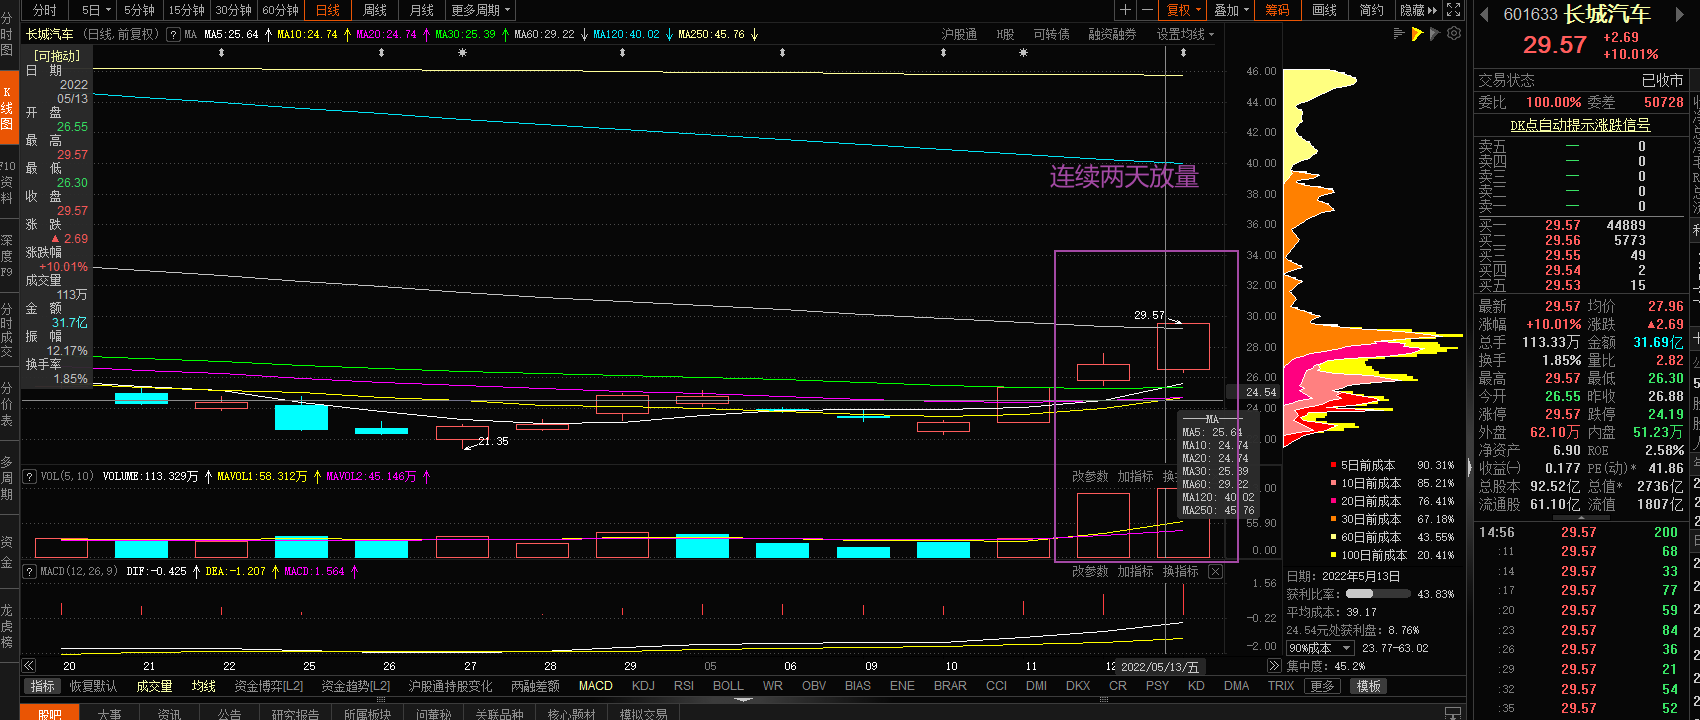 分时 5日 5分钟 15分钟 30分钟 60分钟 日线 周线 月线 更多周期 复权 叠加 筹码 画线 简约 隐藏
601633 长城汽车
29.57 +2.69
+10.01%
长城汽车 (日线,前复权) ? MA MA5:25.64 ↑ MA10:24.74 ↑ MA20:24.74 ↑ MA30:25.39 ↑ MA60:29.22 ↓ MA120:40.02 ↓ MA250:45.76 ↓ 沪股通 H股 可转债 融资融券 设置均线
分时图
K线图
F10资料
深度F9
分时成交
分价表
多周期
资金
龙虎榜
[可拖动]
日 期
2022
05/13
开 盘
26.55
最 高
29.57
最 低
26.30
收 盘
29.57
涨 跌
▲ 2.69
涨跌幅
+10.01%
成交量
113万
金 额
31.7亿
振 幅
12.17%
换手率
1.85%
连续两天放量
29.57
21.35
46.00
44.00
42.00
40.00
38.00
36.00
34.00
32.00
30.00
28.00
26.00
24.54
24.00
MA
MA5: 25.64
MA10: 24.74
MA20: 24.74
MA30: 25.39
MA60: 29.22
MA120: 40.02
MA250: 45.76
? VOL(5,10) VOLUME:113.329万 ↑ MAVOL1:58.312万 ↑ MAVOL2:45.146万 ↑ 改参数 加指标
55.90
0.00
? MACD(12,26,9) DIF:-0.425 ↑ DEA:-1.207 ↑ MACD:1.564 ↑ 改参数 加指标 换指标
1.56
-0.22
-2.00
20 21 22 25 26 27 28 29 05 06 09 10 11 2022/05/13/五
指标 恢复默认 成交量 均线 资金博弈[L2] 资金趋势[L2] 沪股通持股变化 两融差额 MACD KDJ RSI BOLL WR OBV BIAS ENE BRAR CCI DMI DKX CR PSY KD DMA TRIX 更多 模板
股吧 大事 资讯 公告 研究报告 所属板块 问董秘 关联品种 核心题材 模拟交易
5日前成本 90.31%
10日前成本 85.21%
20日前成本 76.41%
30日前成本 67.18%
60日前成本 43.55%
100日前成本 20.41%
日期: 2022年5月13日
获利比率: 43.83%
平均成本: 39.17
24.54元处获利盘: 8.76%
90%成本 23.77-63.02
集中度: 45.2%
交易状态 已收市
委比 100.00% 委差 50728
DK点自动提示涨跌信号
卖五 — 0
卖四 — 0
卖三 — 0
卖二 — 0
卖一 — 0
买一 29.57 44889
买二 29.56 5773
买三 29.55 49
买四 29.54 2
买五 29.53 15
最新 29.57 均价 27.96
涨幅 +10.01% 涨跌 ▲2.69
总手 113.33万 金额 31.69亿
换手 1.85% 量比 2.82
最高 29.57 最低 26.30
今开 26.55 昨收 26.88
涨停 29.57 跌停 24.19
外盘 62.10万 内盘 51.23万
净资产 6.90 ROE 2.58%
收益㈠ 0.177 PE(动)* 41.86
总股本 92.52亿 总值* 2736亿
流通股 61.10亿 流值 1807亿
14:56 29.57 200
:11 29.57 68
:14 29.57 33
:17 29.57 77
:20 29.57 59
:23 29.57 84
:26 29.57 36
:29 29.57 21
:32 29.57 54
:35 29.57 52